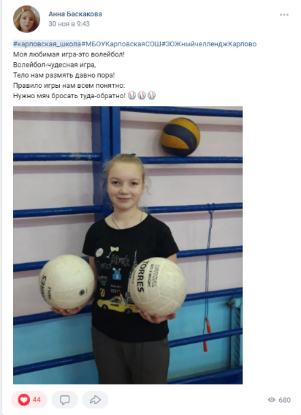 Анна Баскакова
30 ноя в 9:43
#карповская_школа#МБОУКарповскаяСОШ#ЗОЖныйчеллендж​Карпово
Моя любимая игра-это волейбол!
Волейбол-чудесная игра,
Тело нам размять давно пора!
Правило игры нам всем понятно:
Нужно мяч бросать туда-обратно!
TORRES
44
680